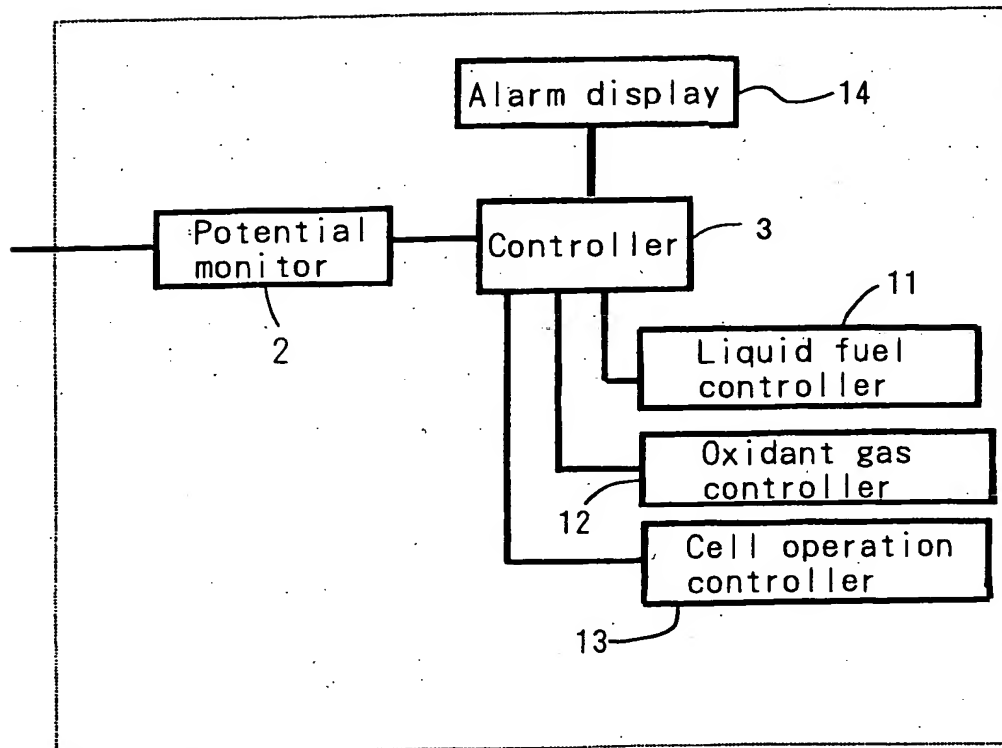 Alarm display
14
Potential
monitor
2
Controller
3
11
Liquid fuel
controller
Oxidant gas
controller
12
Cell operation
controller
13